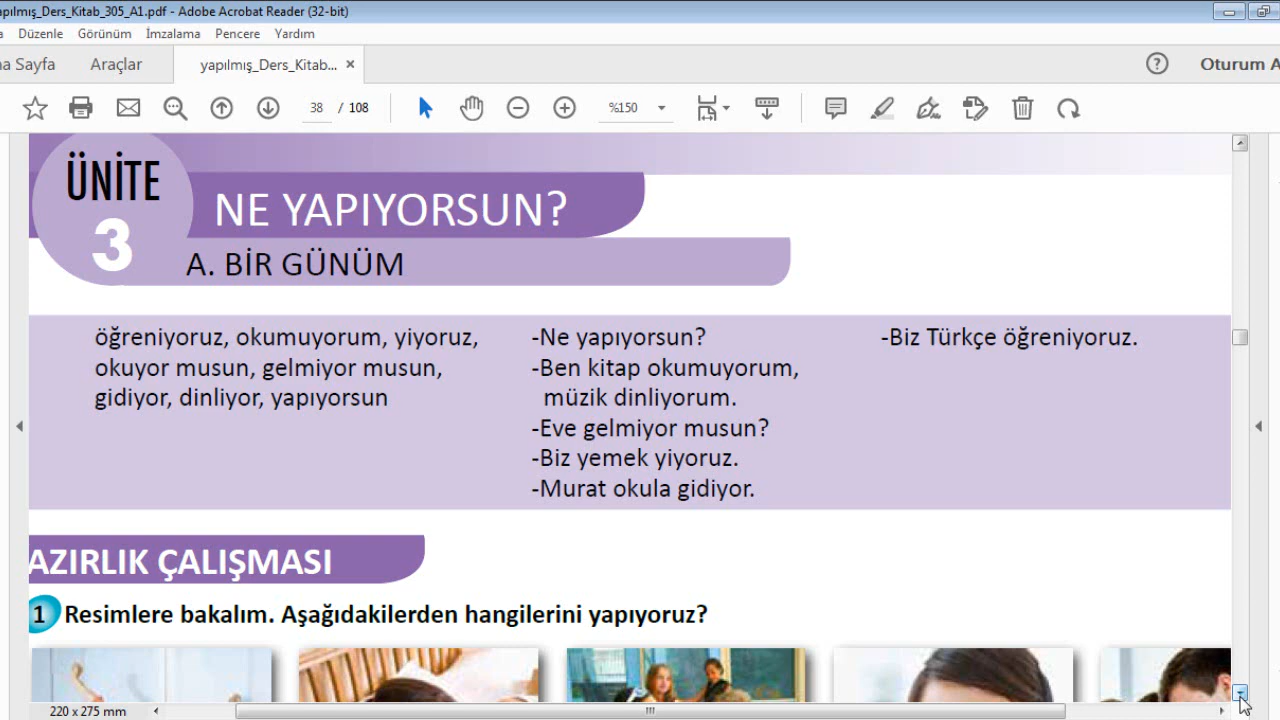 apılmış_Ders_Kitab_305_A1.pdf - Adobe Acrobat Reader (32-bit)
Düzenle Görünüm İmzalama Pencere Yardım
na Sayfa Araçlar yapılmış_Ders_Kitab... × ? Oturum A
38 / 108 %150
ÜNİTE
3
NE YAPIYORSUN?
A. BİR GÜNÜM
öğreniyoruz, okumuyorum, yiyoruz,
okuyor musun, gelmiyor musun,
gidiyor, dinliyor, yapıyorsun
-Ne yapıyorsun?
-Ben kitap okumuyorum,
müzik dinliyorum.
-Eve gelmiyor musun?
-Biz yemek yiyoruz.
-Murat okula gidiyor.
-Biz Türkçe öğreniyoruz.
AZIRLIK ÇALIŞMASI
1 Resimlere bakalım. Aşağıdakilerden hangilerini yapıyoruz?
220 x 275 mm